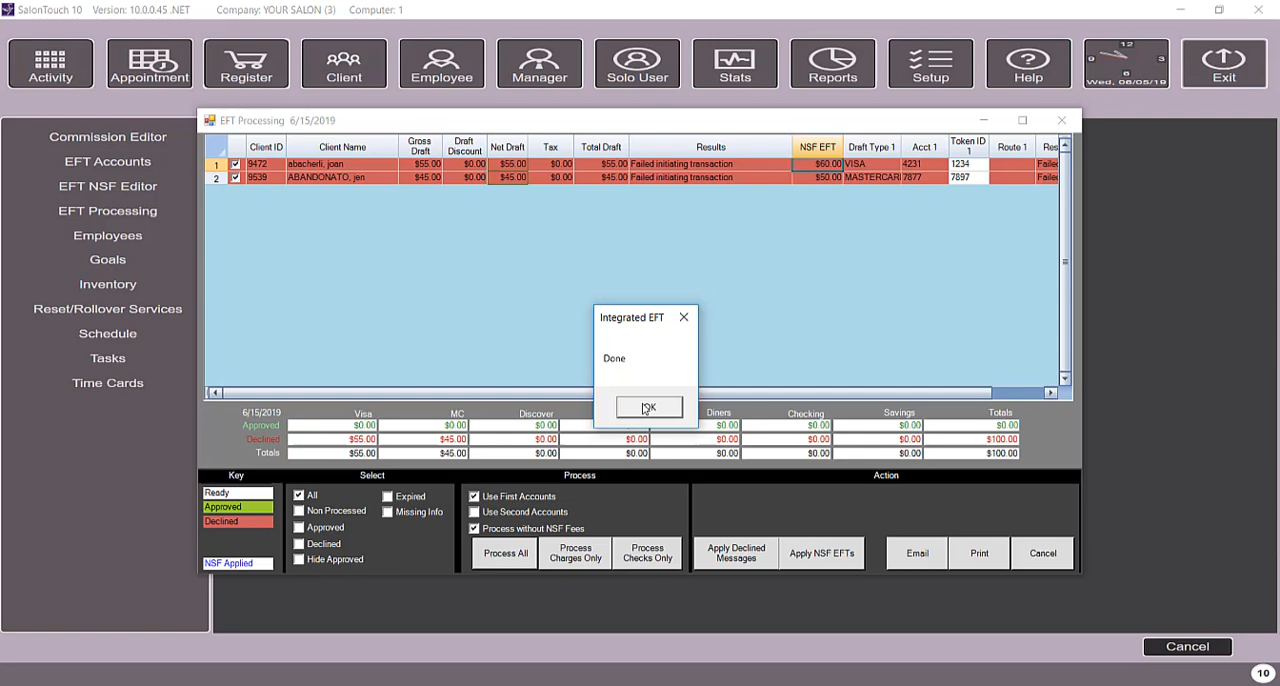 SalonTouch 10 Version: 10.0.0.45 .NET Company: YOUR SALON (3) Computer: 1
Activity Appointment Register Client Employee Manager Solo User Stats Reports Setup Help Exit
12
9 3
6
Wed, 06/05/19
Commission Editor
EFT Accounts
EFT NSF Editor
EFT Processing
Employees
Goals
Inventory
Reset/Rollover Services
Schedule
Tasks
Time Cards
EFT Processing 6/15/2019
Client ID Client Name Gross Draft Draft Discount Net Draft Tax Total Draft Results NSF EFT Draft Type 1 Acct 1 Token ID 1 Route 1 Res
1 9472 abacherli, joan $55.00 $0.00 $55.00 $0.00 $55.00 Failed initiating transaction $60.00 VISA 4231 1234 Failed
2 9539 ABANDONATO, jen $45.00 $0.00 $45.00 $0.00 $45.00 Failed initiating transaction $50.00 MASTERCARI 7877 7897 Failed
Integrated EFT
Done
OK
6/15/2019 Visa MC Discover Diners Checking Savings Totals
Approved $0.00 $0.00 $0.00 $0.00 $0.00 $0.00 $0.00
Declined $55.00 $45.00 $0.00 $0.00 $0.00 $0.00 $0.00 $100.00
Totals $55.00 $45.00 $0.00 $0.00 $0.00 $0.00 $0.00 $100.00
Key Select Process Action
Ready
Approved
Declined
NSF Applied
All
Non Processed
Approved
Declined
Hide Approved
Expired
Missing Info
Use First Accounts
Use Second Accounts
Process without NSF Fees
Process All
Process Charges Only
Process Checks Only
Apply Declined Messages
Apply NSF EFTs
Email
Print
Cancel
Cancel
10